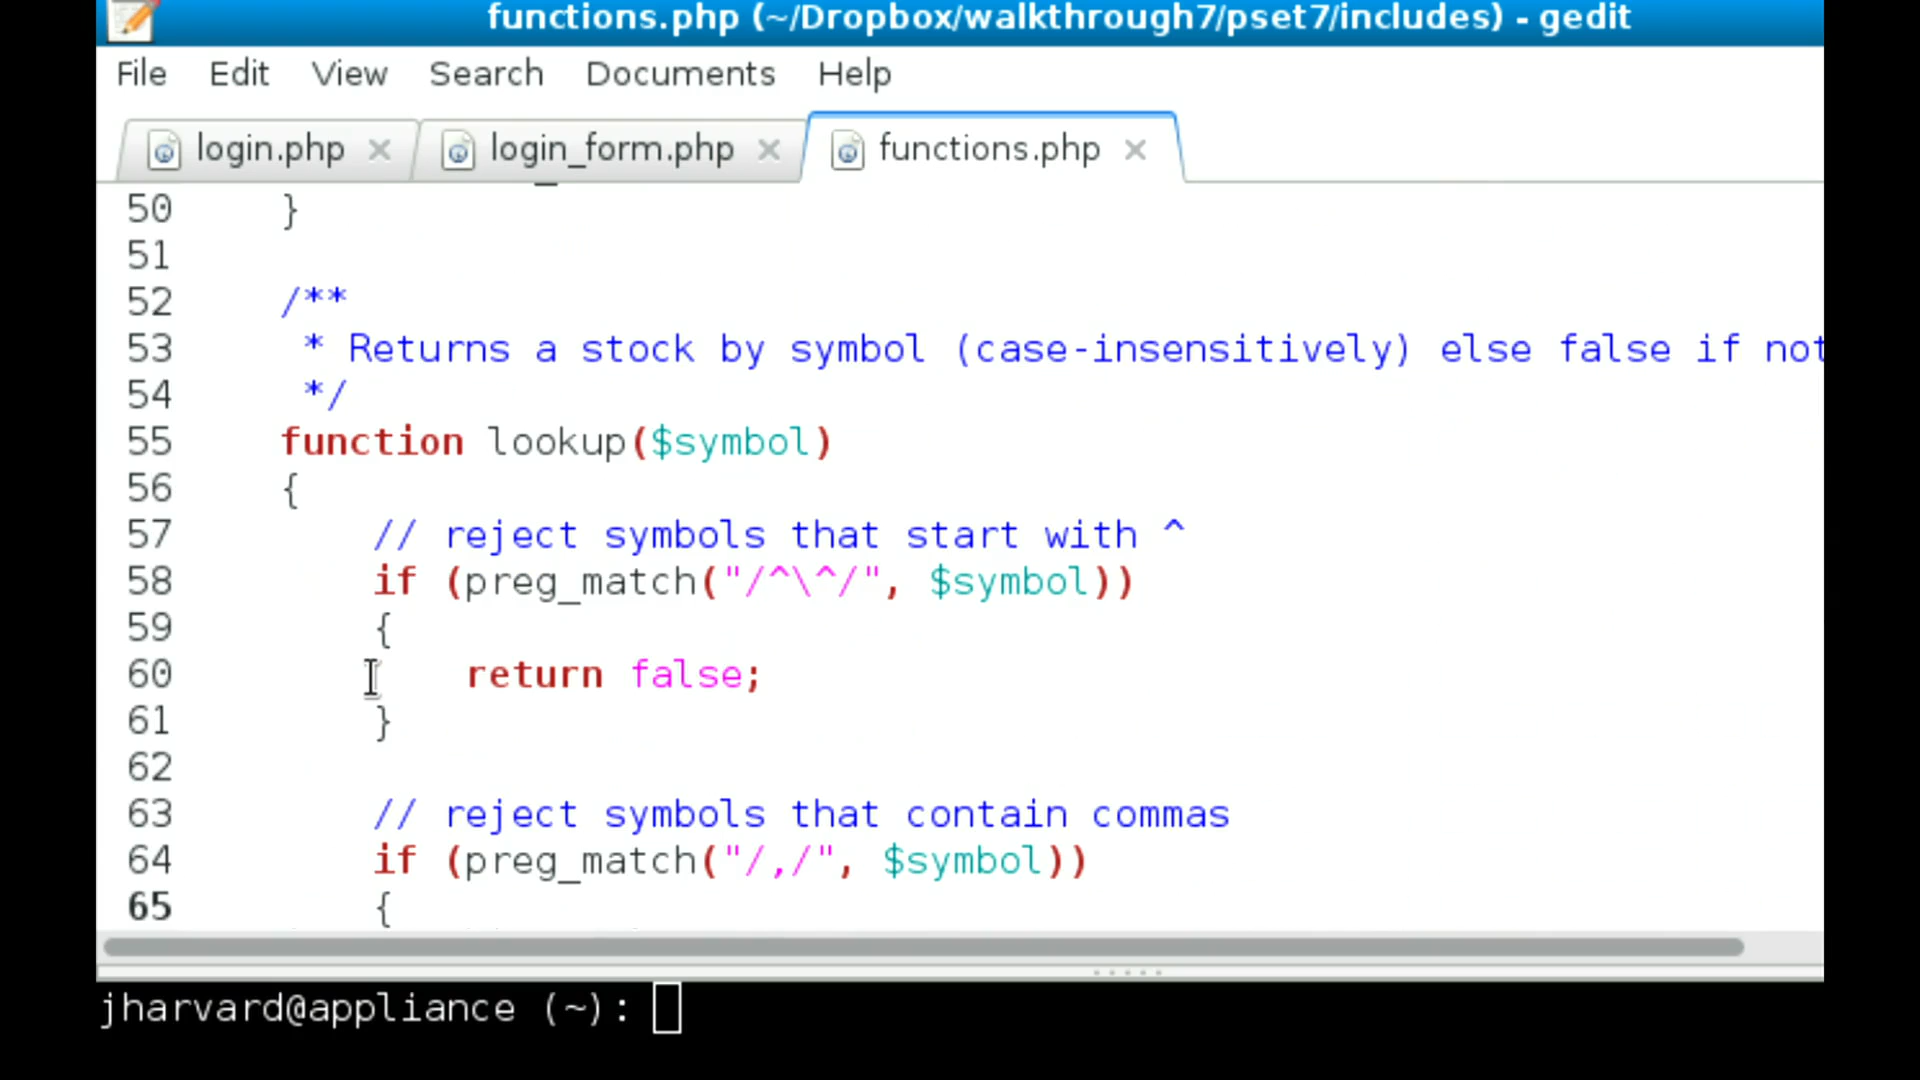 functions.php (~/Dropbox/walkthrough7/pset7/includes) - gedit
File Edit View Search Documents Help
login.php login_form.php functions.php
50 }
51
52 /**
53 * Returns a stock by symbol (case-insensitively) else false if not
54 */
55 function lookup($symbol)
56 {
57 // reject symbols that start with ^
58 if (preg_match("/^\^/", $symbol))
59 {
60 return false;
61 }
62
63 // reject symbols that contain commas
64 if (preg_match("/,/", $symbol))
65 {
jharvard@appliance (~):